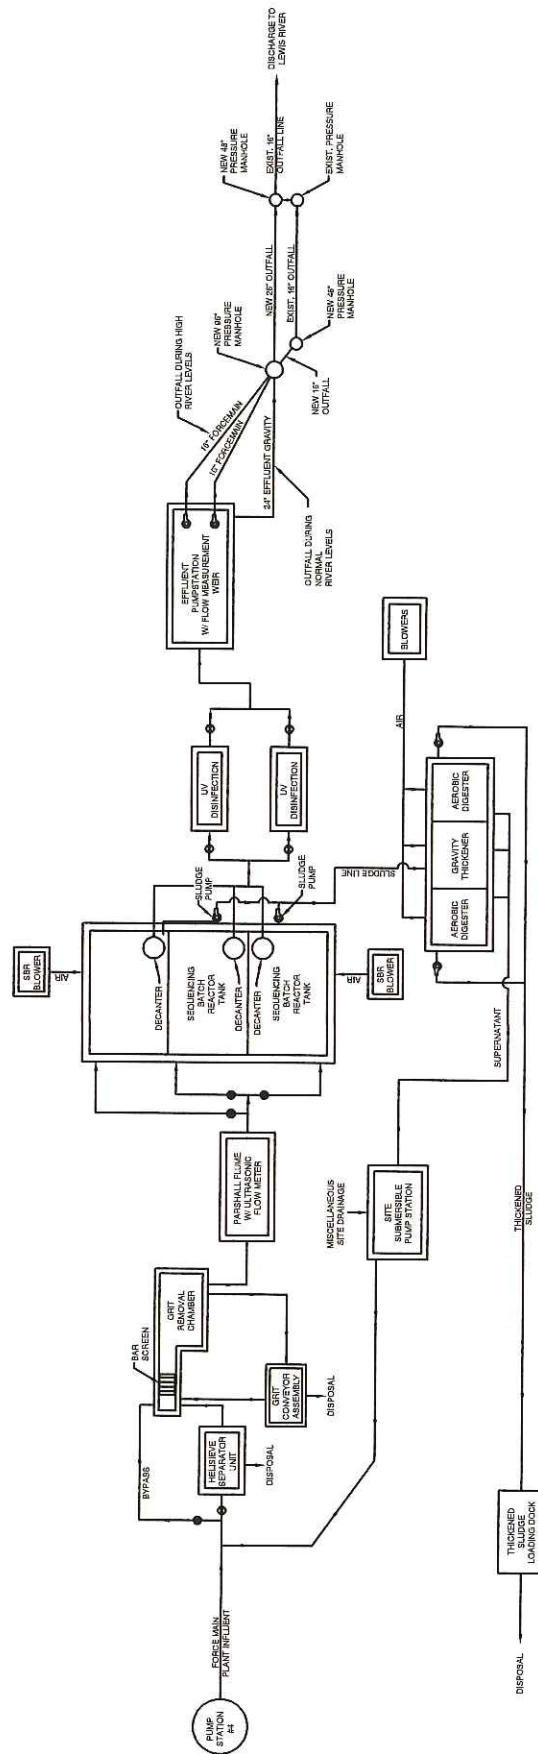 PUMP
STATION
#4
FORCE MAIN
PLANT INFLUENT
BYPASS
HELISIEVE
SEPARATOR
UNIT
DISPOSAL
BAR
SCREEN
GRIT
REMOVAL
CHAMBER
GRIT
CONVEYOR
ASSEMBLY
DISPOSAL
PARSHALL FLUME
W/ ULTRASONIC
FLOW METER
MISCELLANEOUS
SITE DRAINAGE
SITE
SUBMERSIBLE
PUMP STATION
SBR
BLOWER
AIR
DECANTER
SEQUENCING
BATCH
REACTOR
TANK
DECANTER
DECANTER
SEQUENCING
BATCH
REACTOR
TANK
AIR
SBR
BLOWER
SLUDGE
PUMP
SLUDGE
PUMP
SLUDGE LINE
UV
DISINFECTION
UV
DISINFECTION
EFFLUENT
PUMPSTATION
W/ FLOW MEASUREMENT
WEIR
OUTFALL DURING HIGH
RIVER LEVELS
16" FORCEMAIN
10" FORCEMAIN
24" EFFLUENT GRAVITY
OUTFALL DURING
NORMAL
RIVER LEVELS
NEW 96"
PRESSURE
MANHOLE
NEW 16"
OUTFALL
NEW 48"
PRESSURE
MANHOLE
NEW 26" OUTFALL
EXIST. 16" OUTFALL
NEW 48"
PRESSURE
MANHOLE
EXIST. PRESSURE
MANHOLE
EXIST. 16"
OUTFALL LINE
DISCHARGE TO
LEWIS RIVER
BLOWERS
AIR
AEROBIC
DIGESTER
GRAVITY
THICKENER
AEROBIC
DIGESTER
SUPERNATANT
THICKENED
SLUDGE
THICKENED
SLUDGE
LOADING DOCK
DISPOSAL